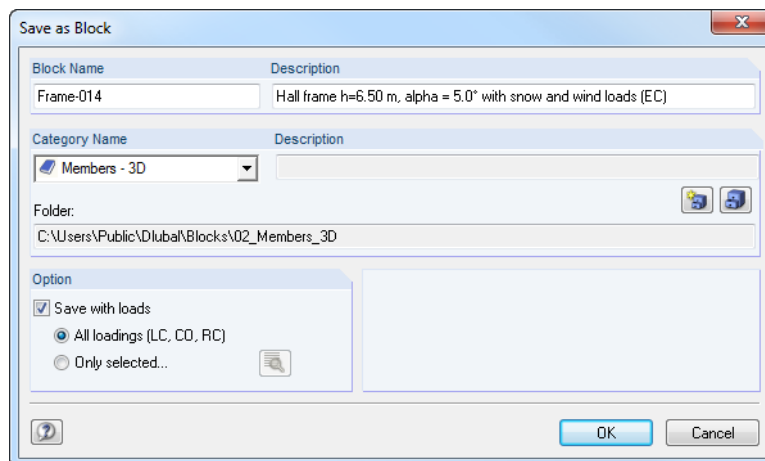 Save as Block
Block Name
Description
Frame-014
Hall frame h=6.50 m, alpha = 5.0° with snow and wind loads (EC)
Category Name
Description
Members - 3D
Folder:
C:\Users\Public\Dlubal\Blocks\02_Members_3D
Option
Save with loads
All loadings (LC, CO, RC)
Only selected...
OK
Cancel